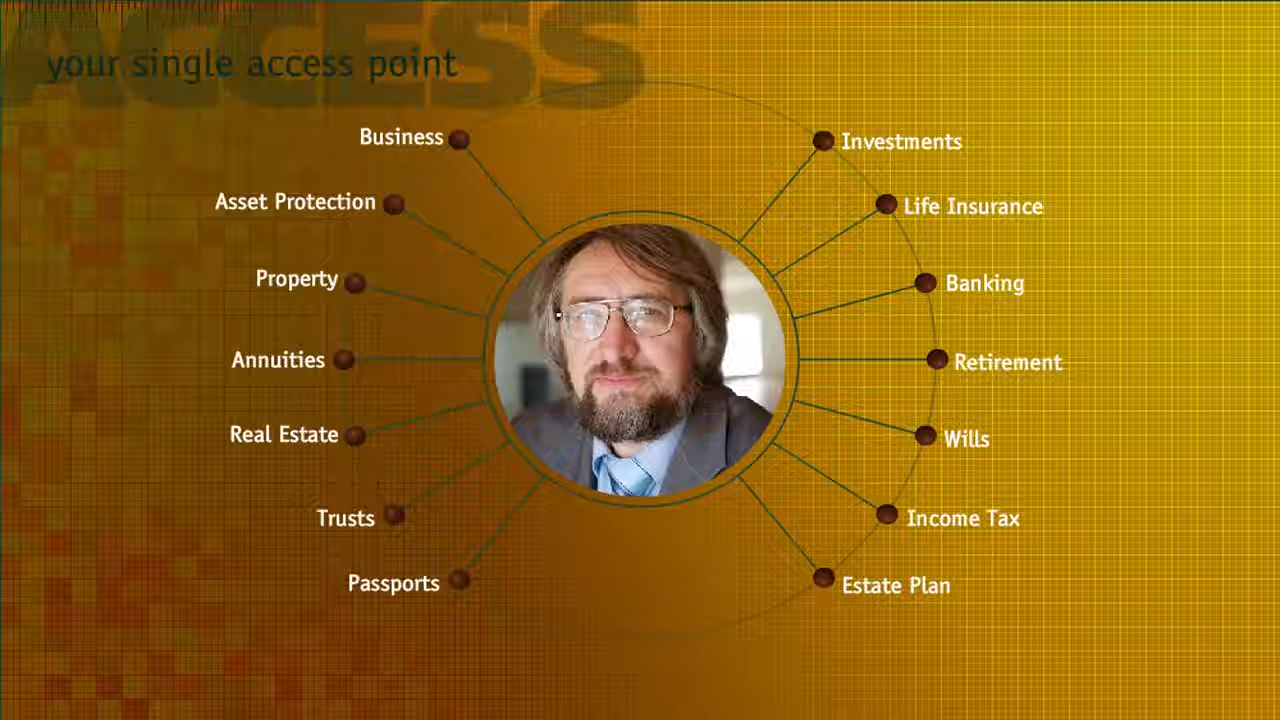 ACCESS
your single access point
Business
Asset Protection
Property
Annuities
Real Estate
Trusts
Passports
Investments
Life Insurance
Banking
Retirement
Wills
Income Tax
Estate Plan